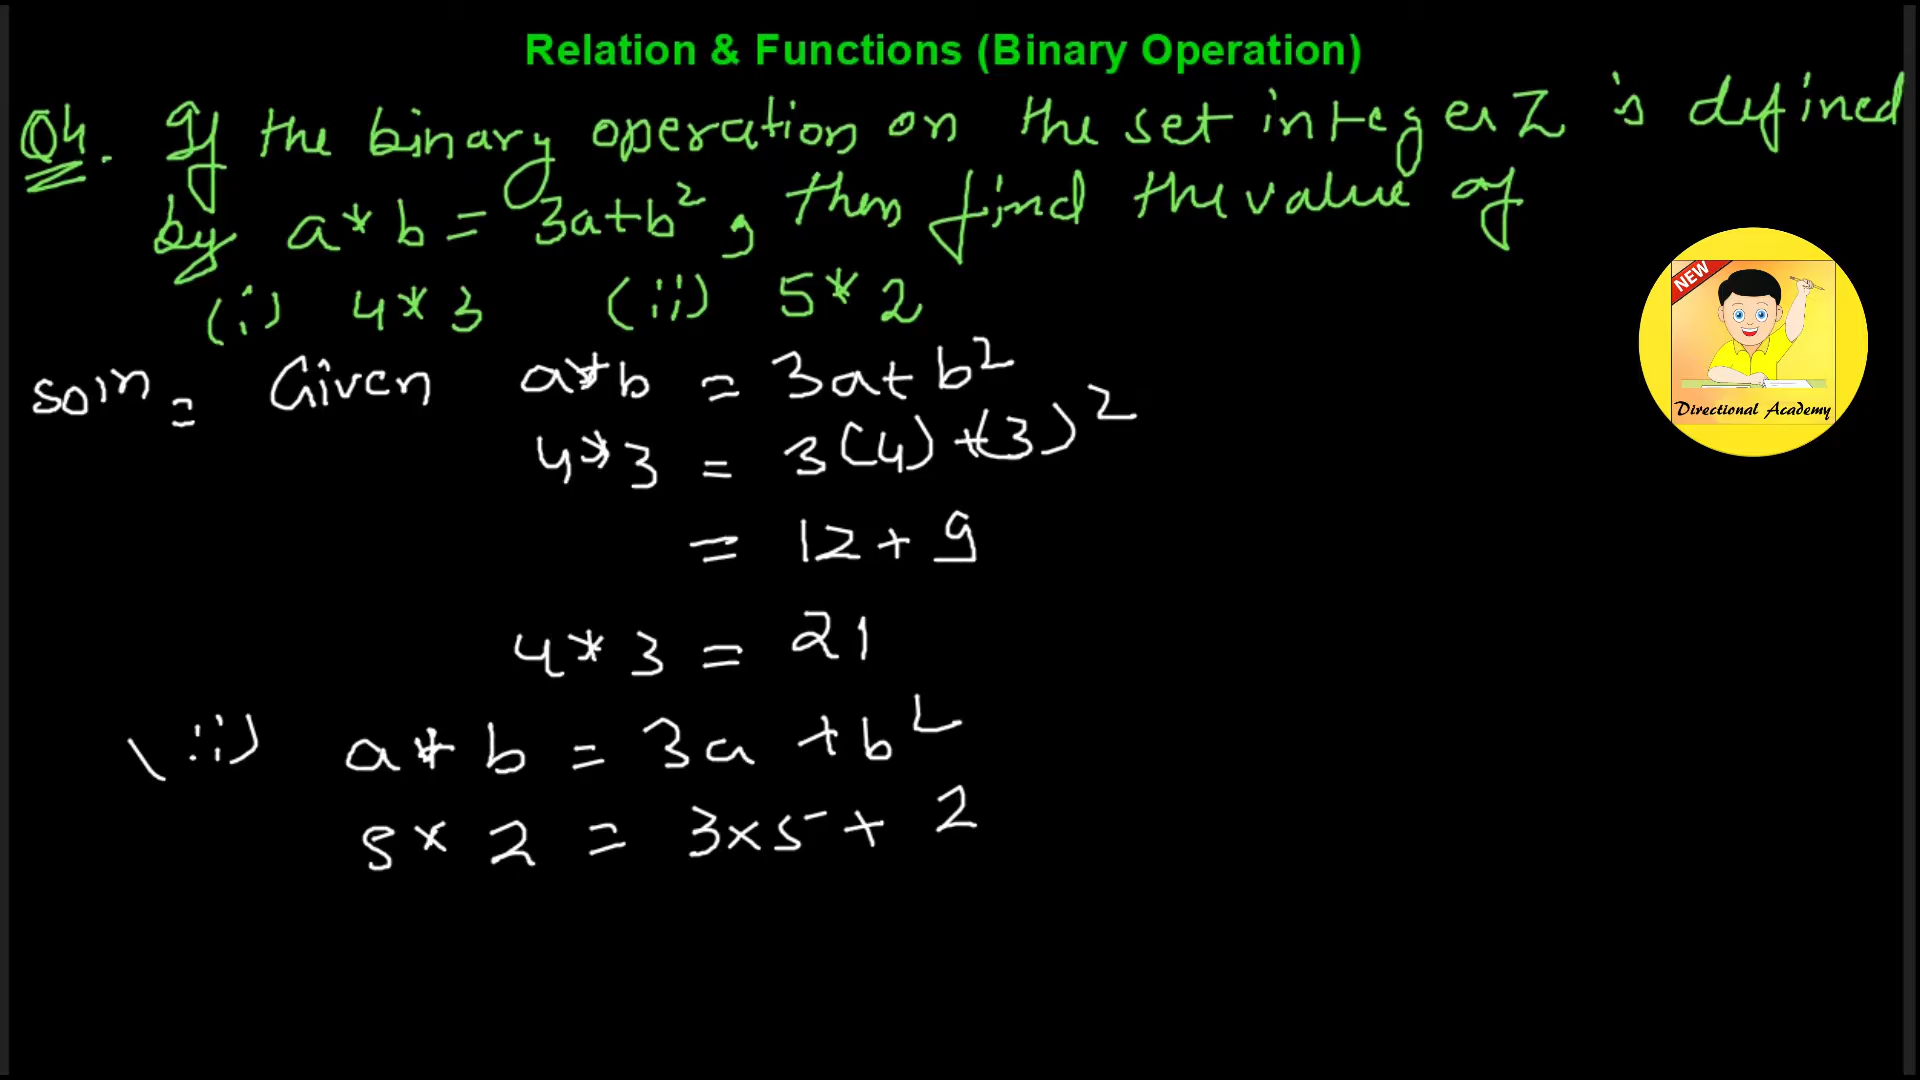 Relation & Functions (Binary Operation)
Q4. If the binary operation on the set integer Z is defined
by a * b = 3a+b², then find the value of
(i) 4 * 3 (ii) 5 * 2
NEW
Directional Academy
Soln = Given a*b = 3a+b²
4*3 = 3(4)+(3)²
= 12 + 9
4 * 3 = 21
(ii) a * b = 3a + b²
5 * 2 = 3×5 + 2